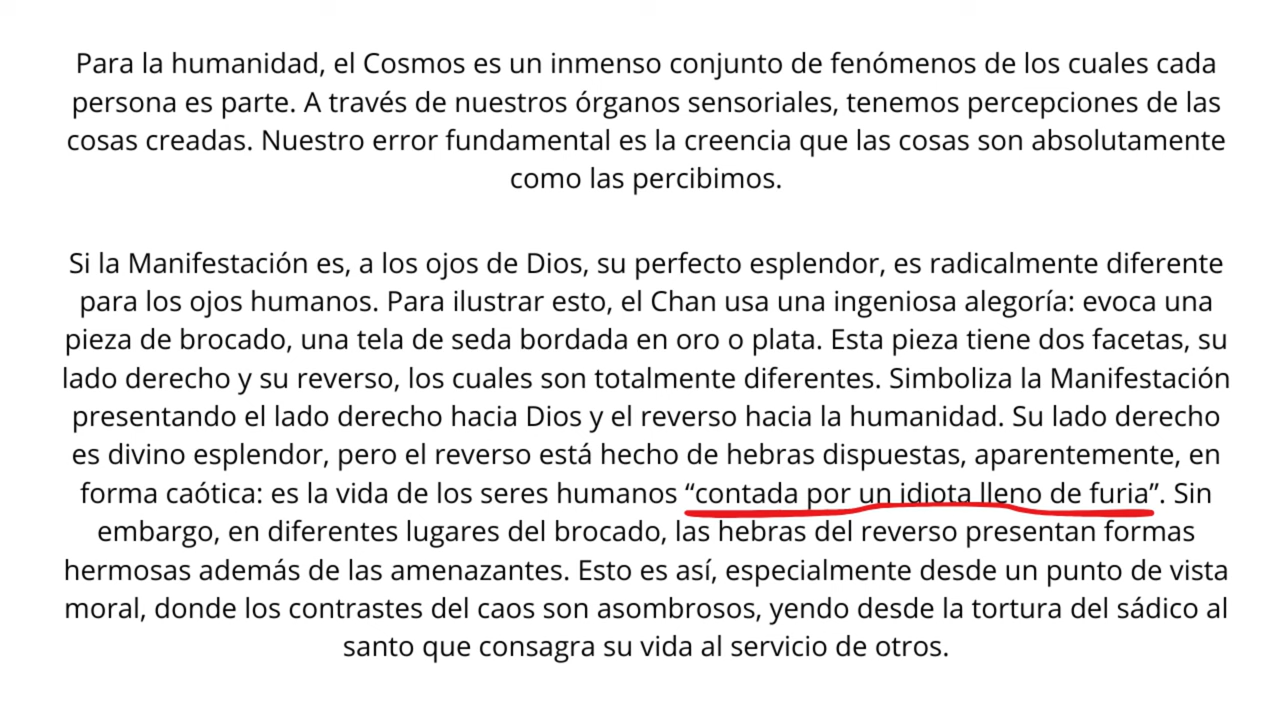 Para la humanidad, el Cosmos es un inmenso conjunto de fenómenos de los cuales cada
persona es parte. A través de nuestros órganos sensoriales, tenemos percepciones de las
cosas creadas. Nuestro error fundamental es la creencia que las cosas son absolutamente
como las percibimos.
Si la Manifestación es, a los ojos de Dios, su perfecto esplendor, es radicalmente diferente
para los ojos humanos. Para ilustrar esto, el Chan usa una ingeniosa alegoría: evoca una
pieza de brocado, una tela de seda bordada en oro o plata. Esta pieza tiene dos facetas, su
lado derecho y su reverso, los cuales son totalmente diferentes. Simboliza la Manifestación
presentando el lado derecho hacia Dios y el reverso hacia la humanidad. Su lado derecho
es divino esplendor, pero el reverso está hecho de hebras dispuestas, aparentemente, en
forma caótica: es la vida de los seres humanos “contada por un idiota lleno de furia”. Sin
embargo, en diferentes lugares del brocado, las hebras del reverso presentan formas
hermosas además de las amenazantes. Esto es así, especialmente desde un punto de vista
moral, donde los contrastes del caos son asombrosos, yendo desde la tortura del sádico al
santo que consagra su vida al servicio de otros.